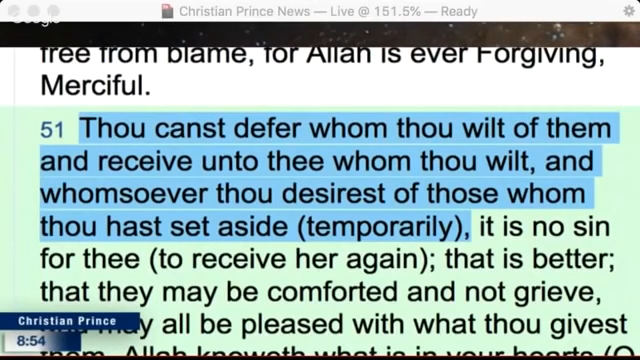 Christian Prince News — Live @ 151.5% — Ready
Google
free from blame, for Allah is ever Forgiving,
Merciful.
51 Thou canst defer whom thou wilt of them
and receive unto thee whom thou wilt, and
whomsoever thou desirest of those whom
thou hast set aside (temporarily), it is no sin
for thee (to receive her again); that is better;
that they may be comforted and not grieve,
may all be pleased with what thou givest
them. Allah knoweth what is in your hearts (O
Christian Prince
8:54